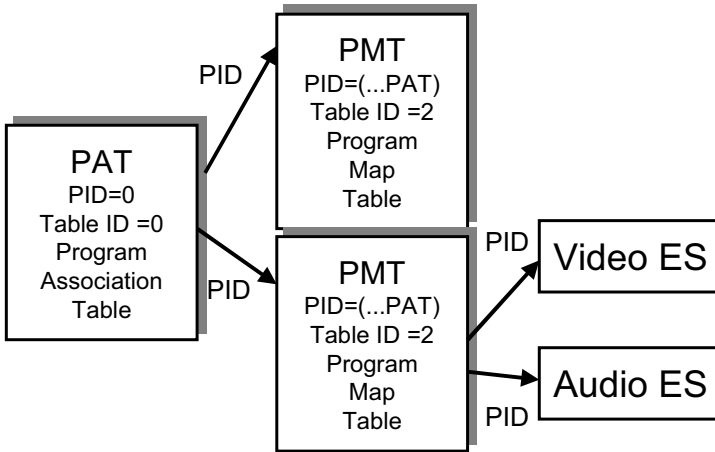 PAT
PID=0
Table ID =0
Program
Association
Table
PID
PID
PMT
PID=(...PAT)
Table ID =2
Program
Map
Table
PMT
PID=(...PAT)
Table ID =2
Program
Map
Table
PID
PID
Video ES
Audio ES